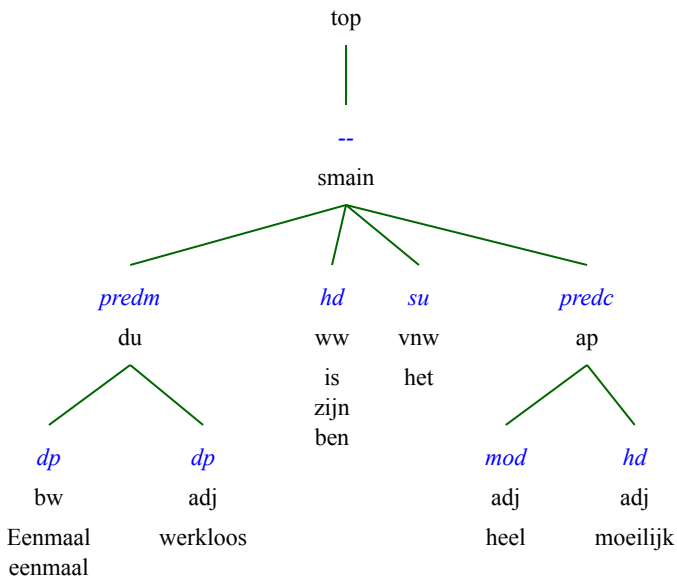 top
--
smain
predm hd su predc
du ww vnw ap
is het
zijn
ben
dp dp mod hd
bw adj adj adj
Eenmaal werkloos heel moeilijk
eenmaal